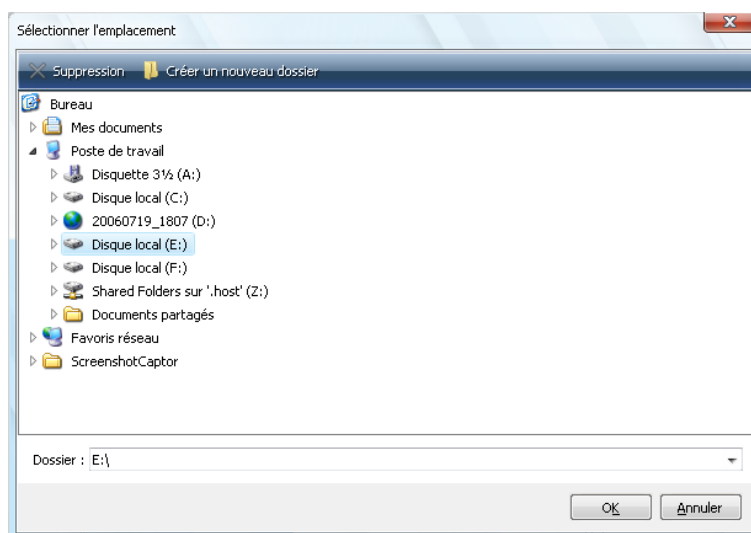 Sélectionner l'emplacement
Suppression Créer un nouveau dossier
Bureau
Mes documents
Poste de travail
Disquette 3½ (A:)
Disque local (C:)
20060719_1807 (D:)
Disque local (E:)
Disque local (F:)
Shared Folders sur '.host' (Z:)
Documents partagés
Favoris réseau
ScreenshotCaptor
Dossier : E:\
OK Annuler